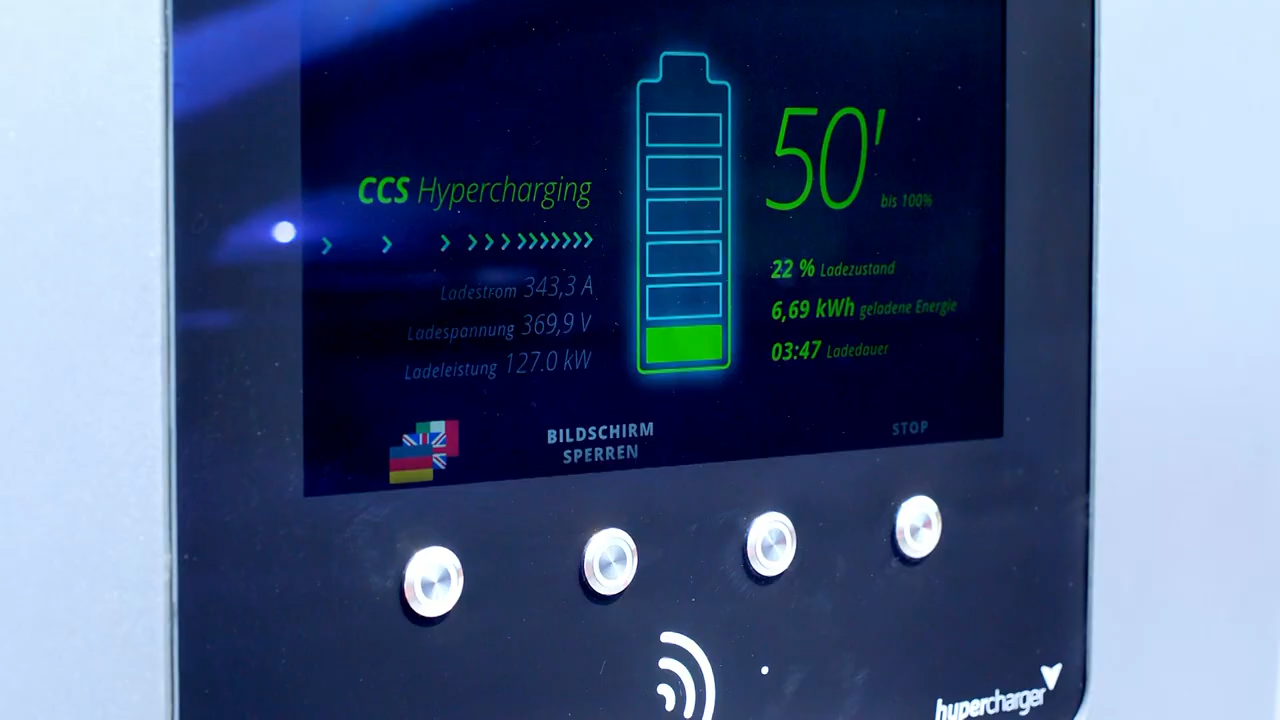 CCS Hypercharging
Ladestrom 343,3 A
Ladespannung 369,9 V
Ladeleistung 127.0 kW
50'
bis 100%
22 % Ladezustand
6,69 kWh geladene Energie
03:47 Ladedauer
BILDSCHIRM
SPERREN
STOP
hypercharger